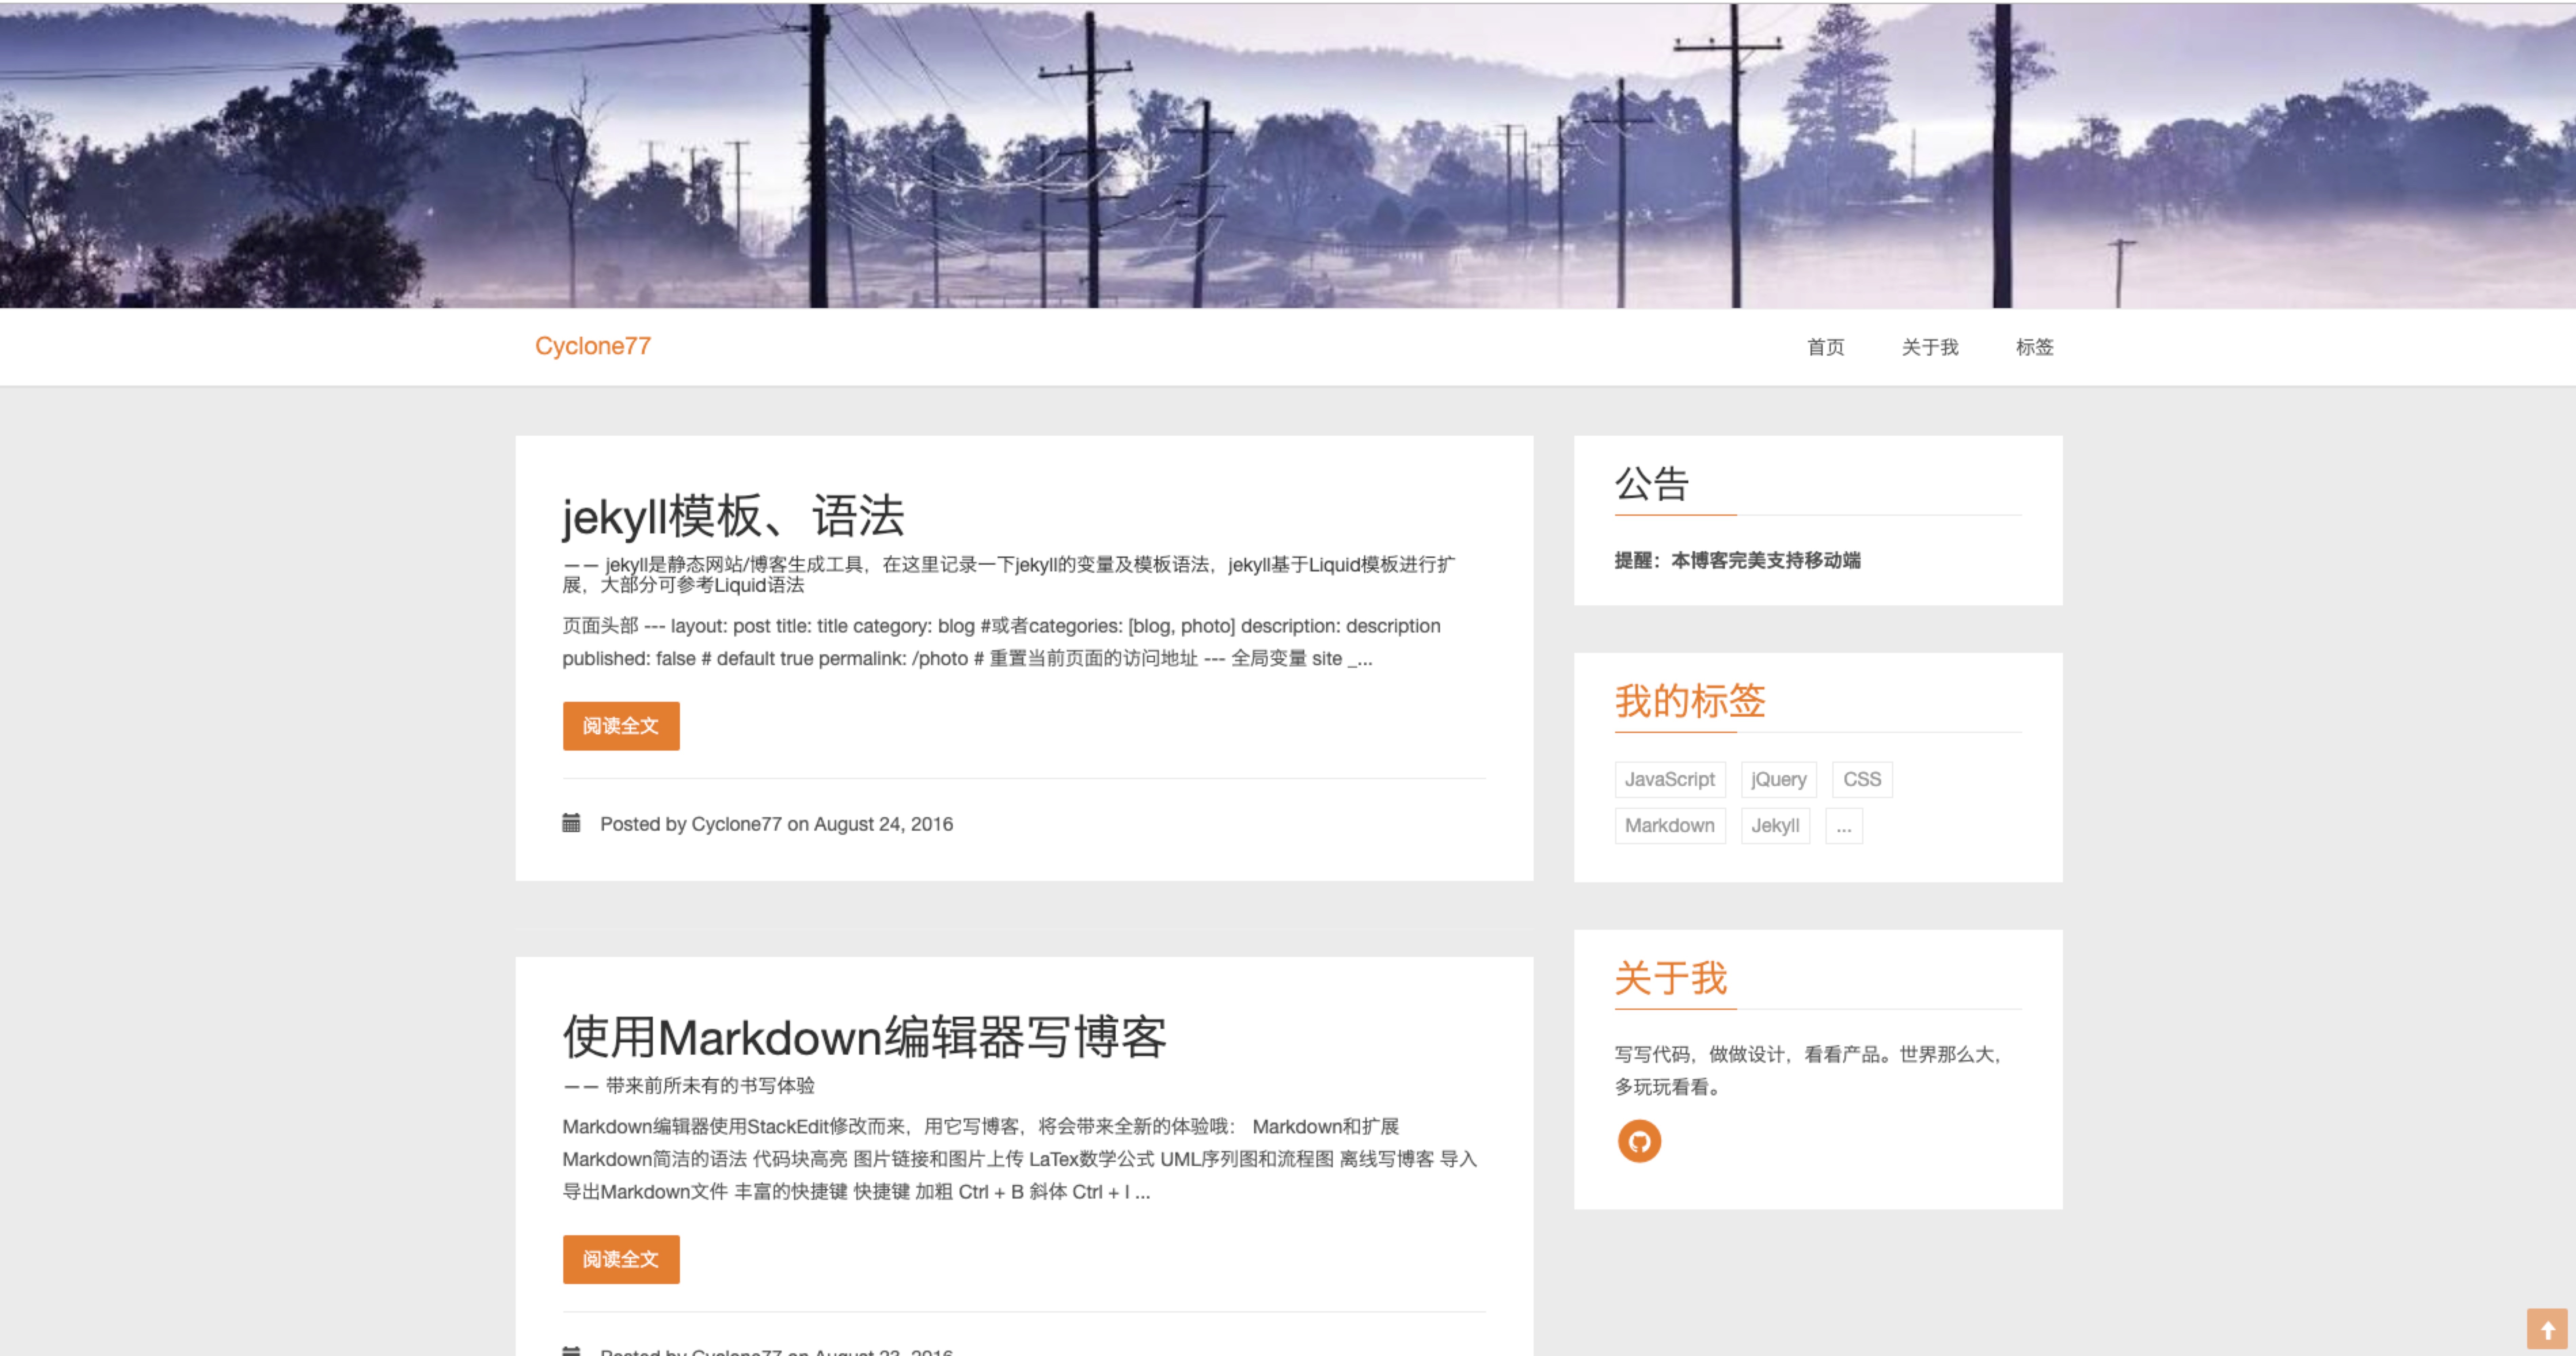 Cyclone77
首页
关于我
标签
jekyll模板、语法
—— jekyll是静态网站/博客生成工具，在这里记录一下jekyll的变量及模板语法，jekyll基于Liquid模板进行扩
展，大部分可参考Liquid语法
页面头部 --- layout: post title: title category: blog #或者categories: [blog, photo] description: description
published: false # default true permalink: /photo # 重置当前页面的访问地址 --- 全局变量 site _...
阅读全文
Posted by Cyclone77 on August 24, 2016
使用Markdown编辑器写博客
—— 带来前所未有的书写体验
Markdown编辑器使用StackEdit修改而来，用它写博客，将会带来全新的体验哦： Markdown和扩展
Markdown简洁的语法 代码块高亮 图片链接和图片上传 LaTex数学公式 UML序列图和流程图 离线写博客 导入
导出Markdown文件 丰富的快捷键 快捷键 加粗 Ctrl + B 斜体 Ctrl + I ...
阅读全文
Posted by Cyclone77 on August 23, 2016
公告
提醒：本博客完美支持移动端
我的标签
JavaScript jQuery CSS
Markdown Jekyll ...
关于我
写写代码，做做设计，看看产品。世界那么大，
多玩玩看看。